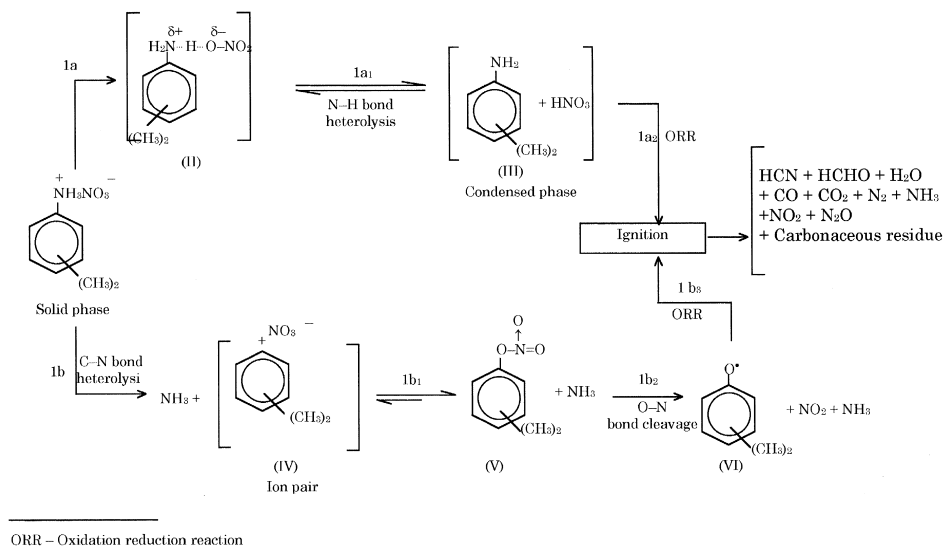 δ+ δ–
H₂N··H··O–NO₂
1a
(CH₃)₂
(II)
1a₁
N–H bond
heterolysis
NH₂
+ HNO₃
(CH₃)₂
(III)
Condensed phase
1a₂ ORR
+ –
NH₃NO₃
(CH₃)₂
Solid phase
Ignition
HCN + HCHO + H₂O
+ CO + CO₂ + N₂ + NH₃
+NO₂ + N₂O
+ Carbonaceous residue
1 b₃
ORR
1b
C–N bond
heterolysi
NH₃ +
NO₃ –
+
(CH₃)₂
(IV)
Ion pair
1b₁
O
↑
O–N=O
+ NH₃
(CH₃)₂
(V)
1b₂
O–N
bond cleavage
O•
+ NO₂ + NH₃
(CH₃)₂
(VI)
ORR – Oxidation reduction reaction